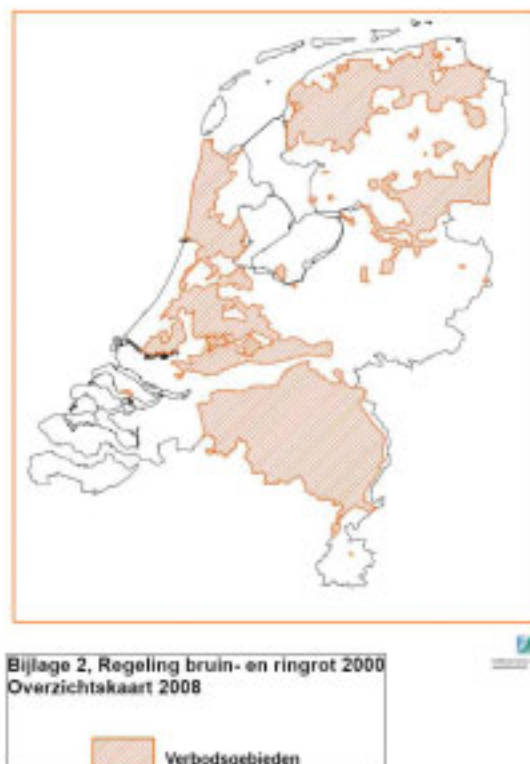 Bijlage 2, Regeling bruin- en ringrot 2000
Overzichtskaart 2008
Verbodsgebieden